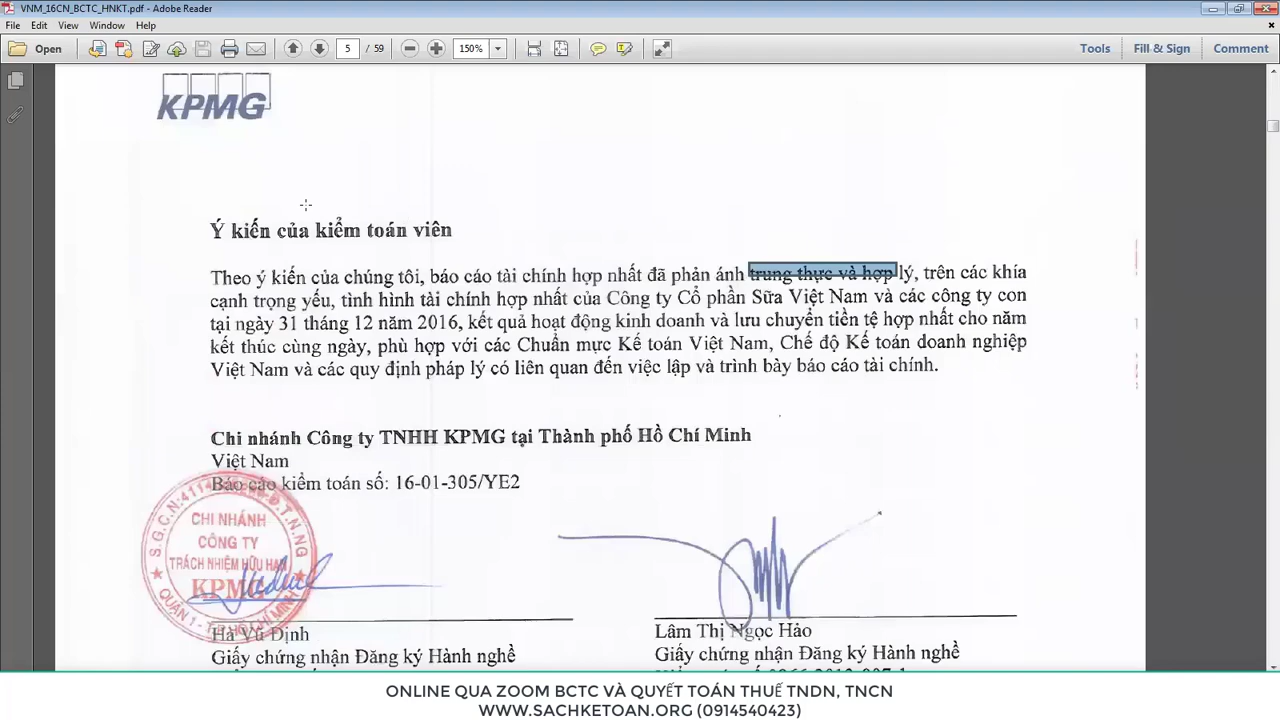 VNM_16CN_BCTC_HNKT.pdf - Adobe Reader
File Edit View Window Help
Open 5 / 59 150% Tools Fill & Sign Comment
KPMG
Ý kiến của kiểm toán viên
Theo ý kiến của chúng tôi, báo cáo tài chính hợp nhất đã phản ánh trung thực và hợp lý, trên các khía
cạnh trọng yếu, tình hình tài chính hợp nhất của Công ty Cổ phần Sữa Việt Nam và các công ty con
tại ngày 31 tháng 12 năm 2016, kết quả hoạt động kinh doanh và lưu chuyển tiền tệ hợp nhất cho năm
kết thúc cùng ngày, phù hợp với các Chuẩn mực Kế toán Việt Nam, Chế độ Kế toán doanh nghiệp
Việt Nam và các quy định pháp lý có liên quan đến việc lập và trình bày báo cáo tài chính.
Chi nhánh Công ty TNHH KPMG tại Thành phố Hồ Chí Minh
Việt Nam
Báo cáo kiểm toán số: 16-01-305/YE2
CHI NHÁNH
CÔNG TY
TRÁCH NHIỆM HỮU HẠN
KPMG
Hà Vũ Định
Giấy chứng nhận Đăng ký Hành nghề
Lâm Thị Ngọc Hảo
Giấy chứng nhận Đăng ký Hành nghề
ONLINE QUA ZOOM BCTC VÀ QUYẾT TOÁN THUẾ TNDN, TNCN
WWW.SACHKETOAN.ORG (0914540423)